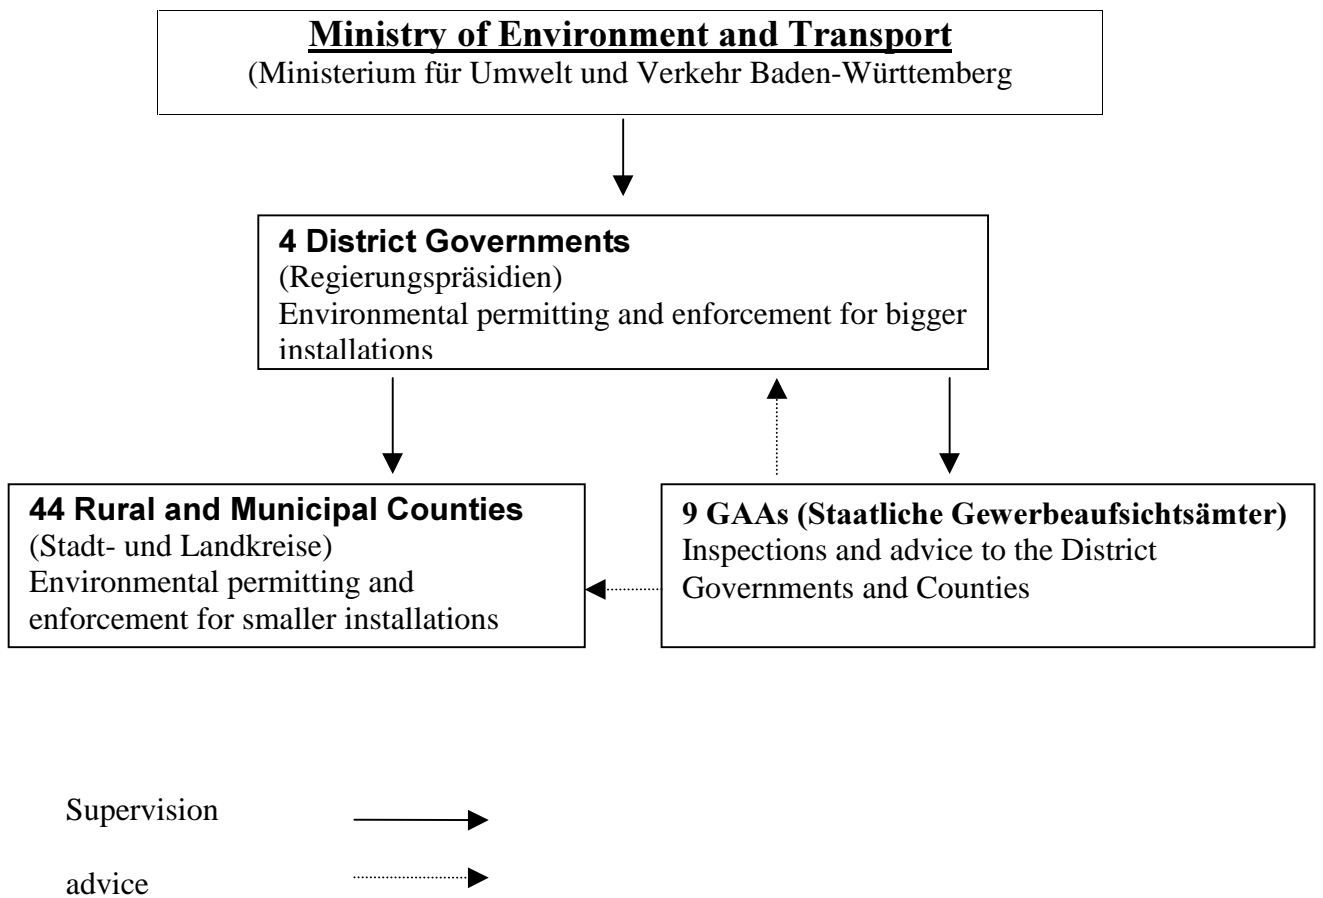 Ministry of Environment and Transport
(Ministerium für Umwelt und Verkehr Baden-Württemberg
4 District Governments
(Regierungspräsidien)
Environmental permitting and enforcement for bigger
installations
44 Rural and Municipal Counties
(Stadt- und Landkreise)
Environmental permitting and
enforcement for smaller installations
9 GAAs (Staatliche Gewerbeaufsichtsämter)
Inspections and advice to the District
Governments and Counties
Supervision
advice